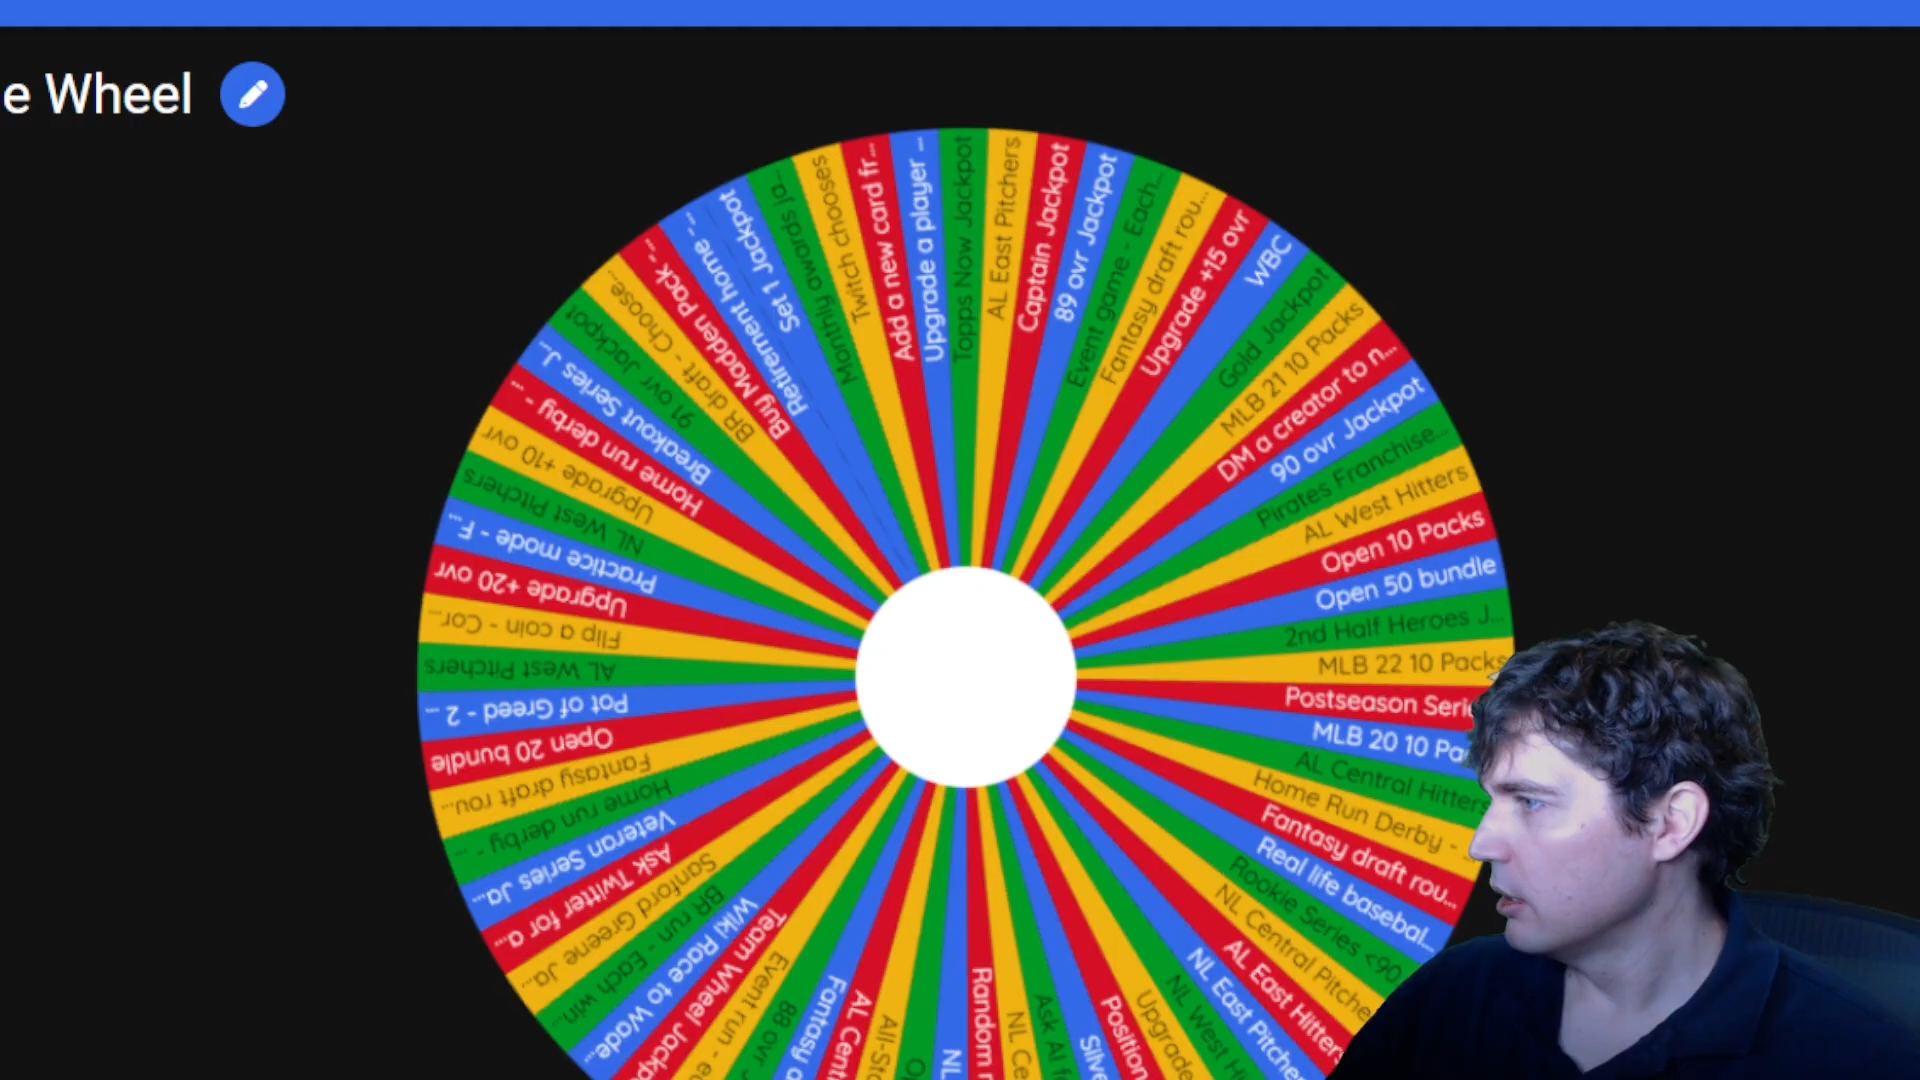 e Wheel
Topps Now Jackpot
AL East Pitchers
Captain Jackpot
89 ovr Jackpot
Event game - Each...
Fantasy draft rou...
Upgrade +15 ovr
WBC
Gold Jackpot
MLB 21 10 Packs
DM a creator to n...
90 ovr Jackpot
Pirates Franchise...
AL West Hitters
Open 10 Packs
Open 50 bundle
2nd Half Heroes J...
MLB 22 10 Packs
Postseason Serie
MLB 20 10 Pa
AL Central Hitters
Home Run Derby - ...
Fantasy draft rou...
Real life basebal...
Rookie Series <90
NL Central Pitche
AL East Hitters
NL East Pitche
NL West H
Upgrade
Position
Silve
Ask AI f
NL Ce
Random
NL
O
All-Sta
AL Cent
Fantasy d
88 ovr J
Event run - e
Team Wheel Jackp
Wiki Race to Wade...
BR run - Each win...
Sanford Greene Ja...
Ask Twitter for a...
Veteran Series Ja...
Home run derby - ...
Fantasy draft rou...
Open 20 bundle
Pot of Greed - 2 ...
AL West Pitchers
Flip a coin - Cor...
Upgrade +20 ovr
Practice mode - F...
NL West Pitchers
Upgrade +10 ovr
Home run derby - ...
Breakout Series J...
91 ovr Jackpot
BR draft - Choose...
Buy Madden Pack -...
Retirement home -...
Set 1 Jackpot
Monthly awards ja...
Twitch chooses
Add a new card fr...
Upgrade a player ...